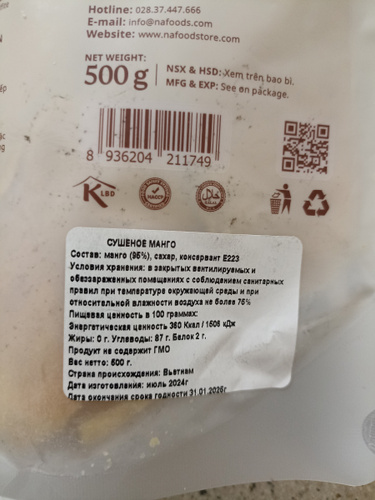 Hotline: 028.37.447.666
E-mail: info@nafoods.com
Website: www.nafoodstore.com
NET WEIGHT:
500 g
NSX & HSD: Xem trên bao bì.
MFG & EXP: See on package.
8 936204 211749
K LBD
HACCP
حلال
СУШЕНОЕ МАНГО
Состав: манго (95%), сахар, консервант Е223
Условия хранения: в закрытых вентилируемых и
обеззараженных помещениях с соблюдением санитарных
правил при температуре окружающей среды и при
относительной влажности воздуха не более 75%
Пищевая ценность в 100 граммах:
Энергетическая ценность 360 Ккал / 1506 кДж
Жиры: 0 г. Углеводы: 87 г. Белок 2 г.
Продукт не содержит ГМО
Вес нетто: 500 г.
Страна происхождения: Вьетнам
Дата изготовления: июль 2024г
Дата окончания срока годности 31.01.2026г